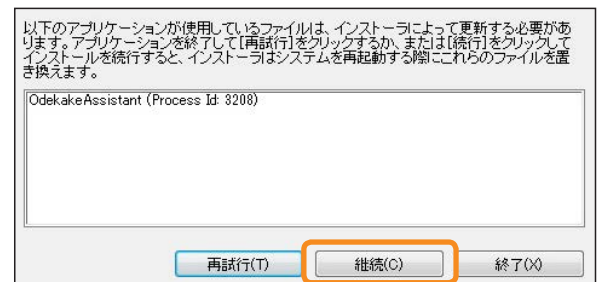 以下のアプリケーションが使用しているファイルは、インストーラによって更新する必要があ
ります。アプリケーションを終了して[再試行]をクリックするか、または[続行]をクリックして
インストールを続行すると、インストーラはシステムを再起動する際にこれらのファイルを置
き換えます。
OdekakeAssistant (Process Id: 3208)
再試行(T) 継続(C) 終了(X)